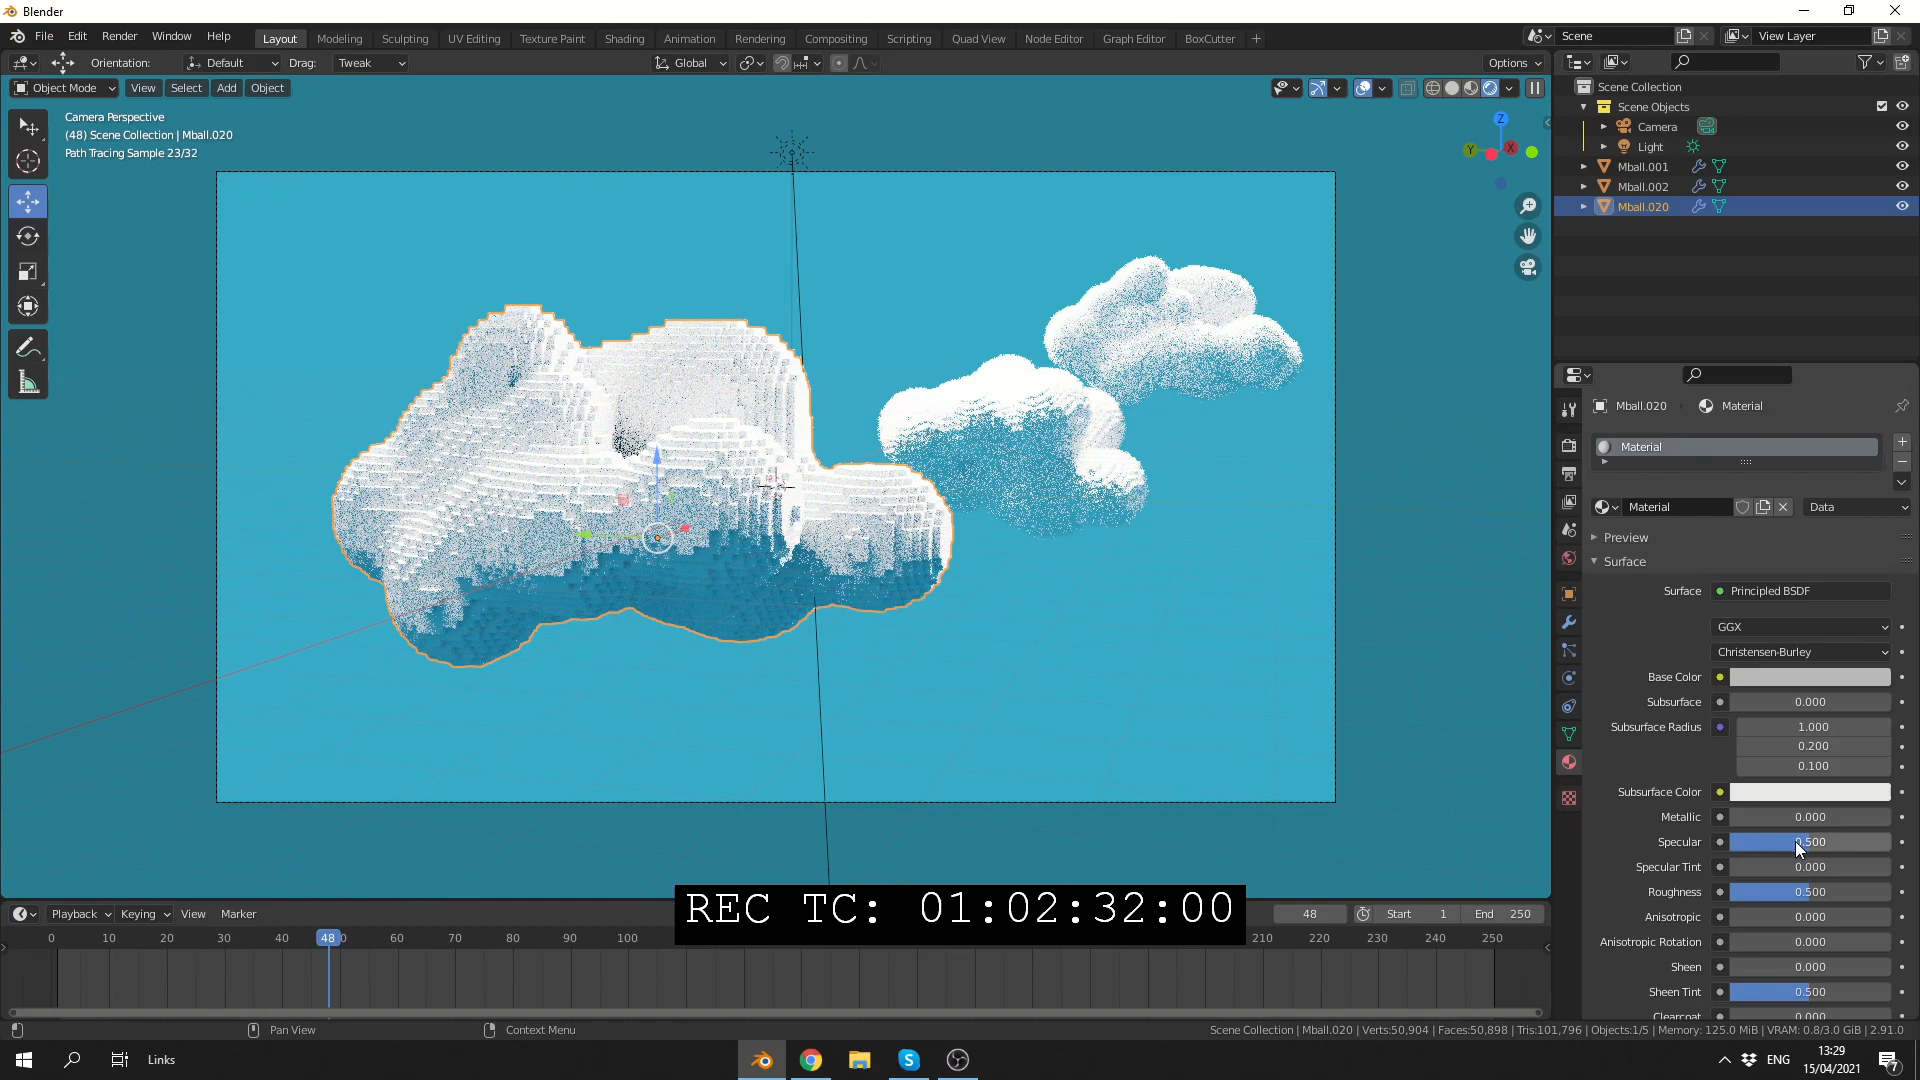 Blender
File Edit Render Window Help
Layout Modeling Sculpting UV Editing Texture Paint Shading Animation Rendering Compositing Scripting Quad View Node Editor Graph Editor BoxCutter +
Scene
View Layer
Orientation: Default Drag: Tweak
Global
Options
Object Mode View Select Add Object
Camera Perspective
(48) Scene Collection | Mball.020
Path Tracing Sample 23/32
Z
Y
X
Scene Collection
Scene Objects
Camera
Light
Mball.001
Mball.002
Mball.020
Mball.020 Material
Material
Material Data
Preview
Surface
Surface Principled BSDF
GGX
Christensen-Burley
Base Color
Subsurface 0.000
Subsurface Radius 1.000
0.200
0.100
Subsurface Color
Metallic 0.000
Specular 0.500
Specular Tint 0.000
Roughness 0.500
Anisotropic 0.000
Anisotropic Rotation 0.000
Sheen 0.000
Sheen Tint 0.500
Clearcoat 0.000
REC TC: 01:02:32:00
Playback Keying View Marker
48 Start 1 End 250
0 10 20 30 40 48 60 70 80 90 100 210 220 230 240 250
Pan View
Context Menu
Scene Collection | Mball.020 | Verts:50,904 | Faces:50,898 | Tris:101,796 | Objects:1/5 | Memory: 125.0 MiB | VRAM: 0.8/3.0 GiB | 2.91.0
Links
ENG
13:29
15/04/2021
7